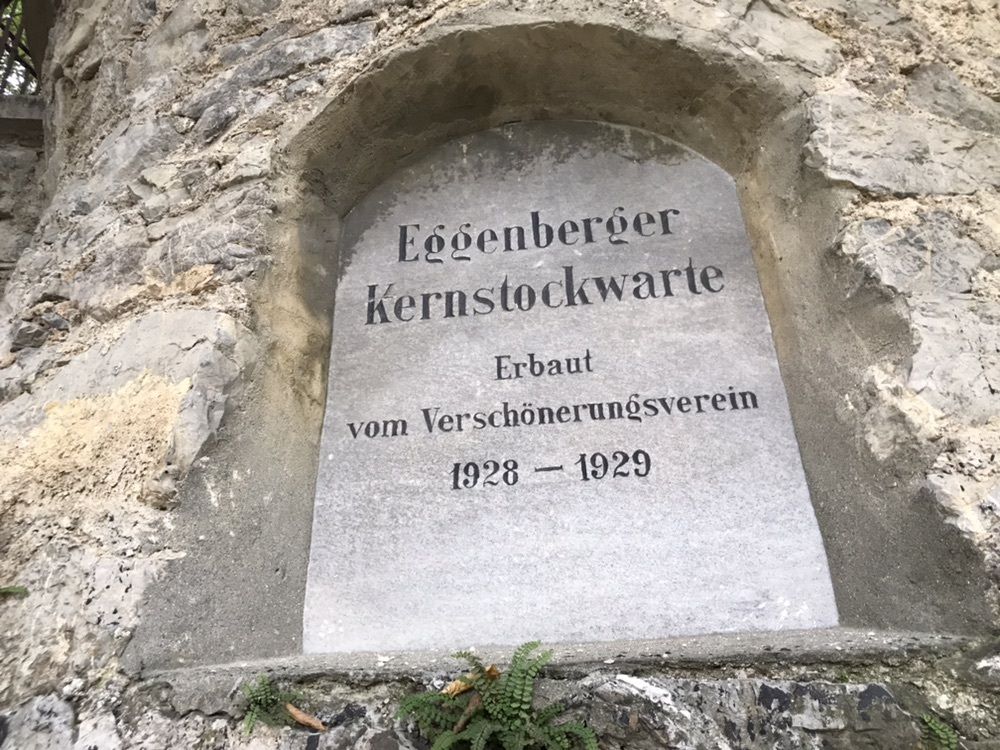 Eggenberger
Kernstockwarte
Erbaut
vom Verschönerungsverein
1928 – 1929